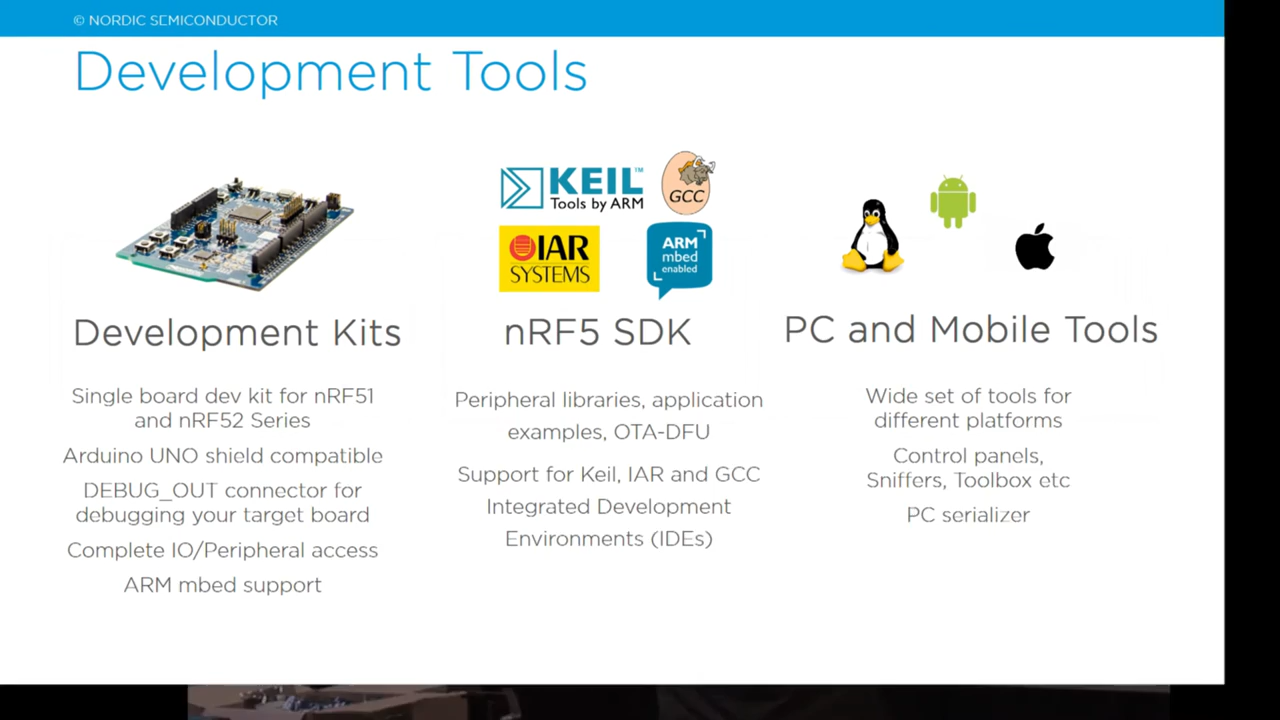 © NORDIC SEMICONDUCTOR
Development Tools
KEIL™
Tools by ARM
GCC
IAR
SYSTEMS
ARM
mbed
enabled
Development Kits
Single board dev kit for nRF51
and nRF52 Series
Arduino UNO shield compatible
DEBUG_OUT connector for
debugging your target board
Complete IO/Peripheral access
ARM mbed support
nRF5 SDK
Peripheral libraries, application
examples, OTA-DFU
Support for Keil, IAR and GCC
Integrated Development
Environments (IDEs)
PC and Mobile Tools
Wide set of tools for
different platforms
Control panels,
Sniffers, Toolbox etc
PC serializer